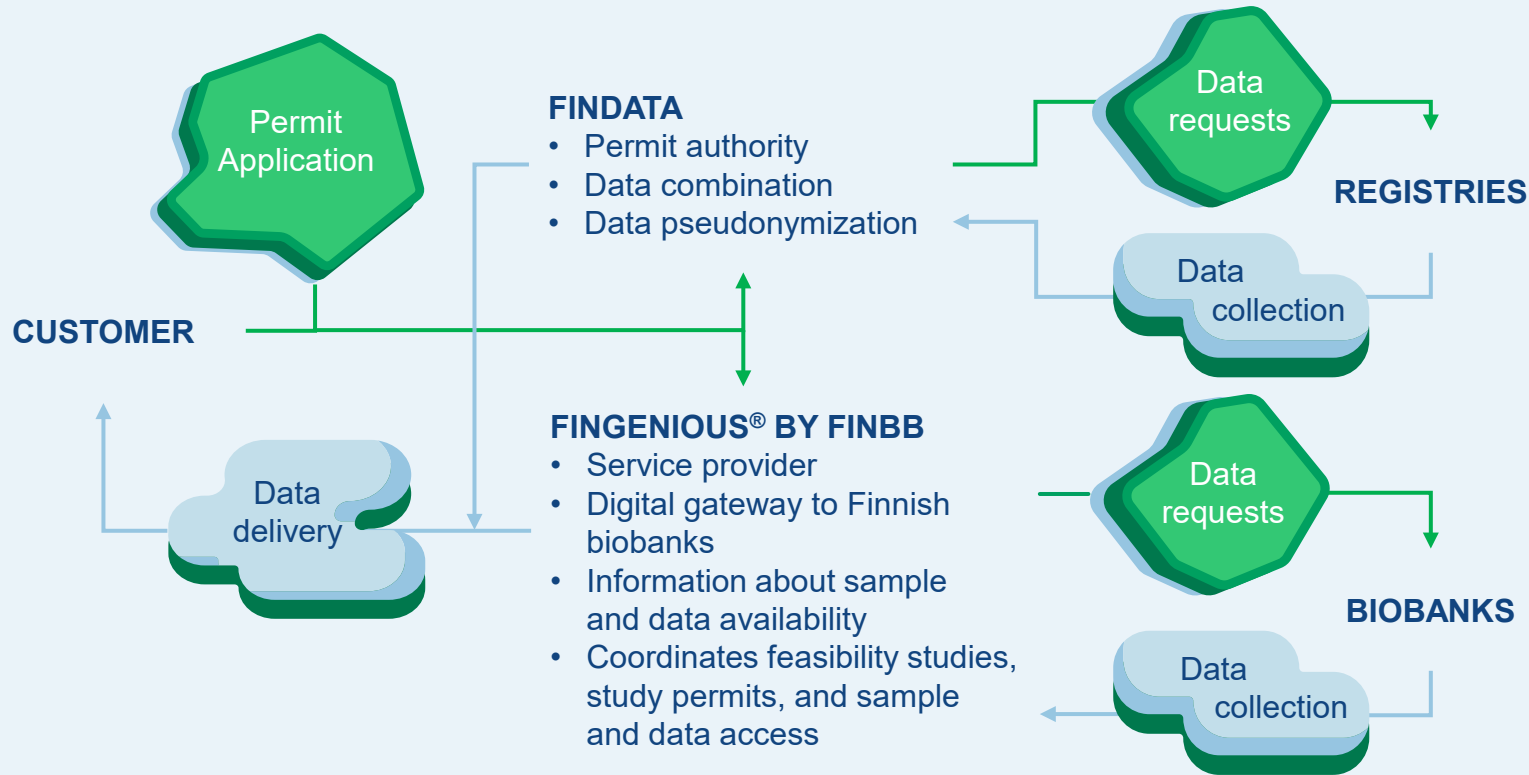 Permit
Application
CUSTOMER
Data
delivery
FINDATA
• Permit authority
• Data combination
• Data pseudonymization
FINGENIOUS® BY FINBB
• Service provider
• Digital gateway to Finnish
biobanks
• Information about sample
and data availability
• Coordinates feasibility studies,
study permits, and sample
and data access
Data
requests
REGISTRIES
Data
collection
Data
requests
BIOBANKS
Data
collection